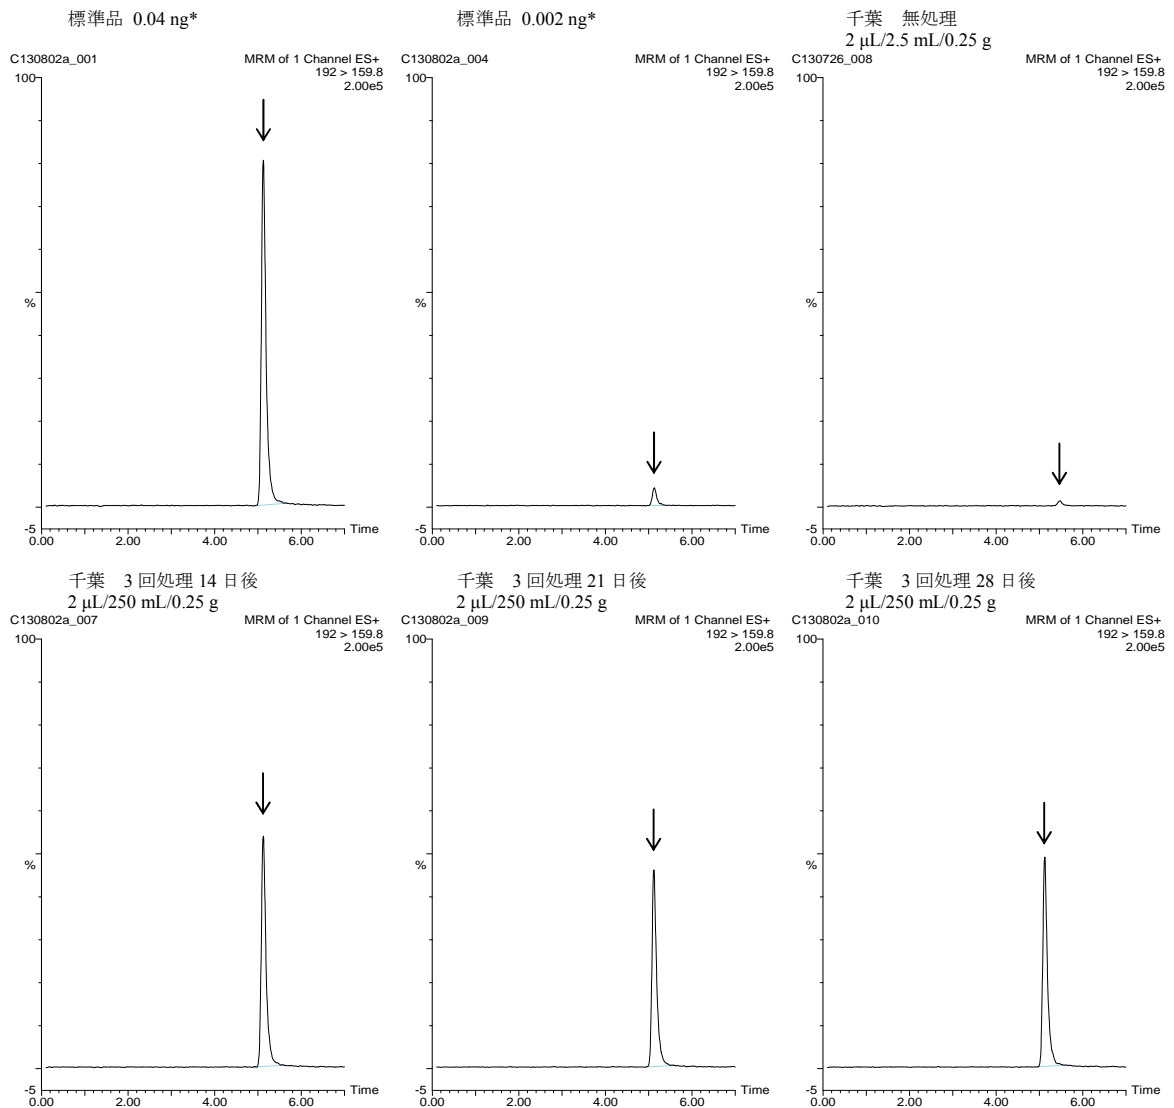 標準品 0.04 ng*
C130802a_001
MRM of 1 Channel ES+
192 > 159.8
2.00e5
100
%
-5
0.00 2.00 4.00 6.00
Time
標準品 0.002 ng*
C130802a_004
MRM of 1 Channel ES+
192 > 159.8
2.00e5
100
%
-5
0.00 2.00 4.00 6.00
Time
千葉 無処理
2 μL/2.5 mL/0.25 g
C130726_008
MRM of 1 Channel ES+
192 > 159.8
2.00e5
100
%
-5
0.00 2.00 4.00 6.00
Time
千葉 3 回処理 14 日後
2 μL/250 mL/0.25 g
C130802a_007
MRM of 1 Channel ES+
192 > 159.8
2.00e5
100
%
-5
0.00 2.00 4.00 6.00
Time
千葉 3 回処理 21 日後
2 μL/250 mL/0.25 g
C130802a_009
MRM of 1 Channel ES+
192 > 159.8
2.00e5
100
%
-5
0.00 2.00 4.00 6.00
Time
千葉 3 回処理 28 日後
2 μL/250 mL/0.25 g
C130802a_010
MRM of 1 Channel ES+
192 > 159.8
2.00e5
100
%
-5
0.00 2.00 4.00 6.00
Time